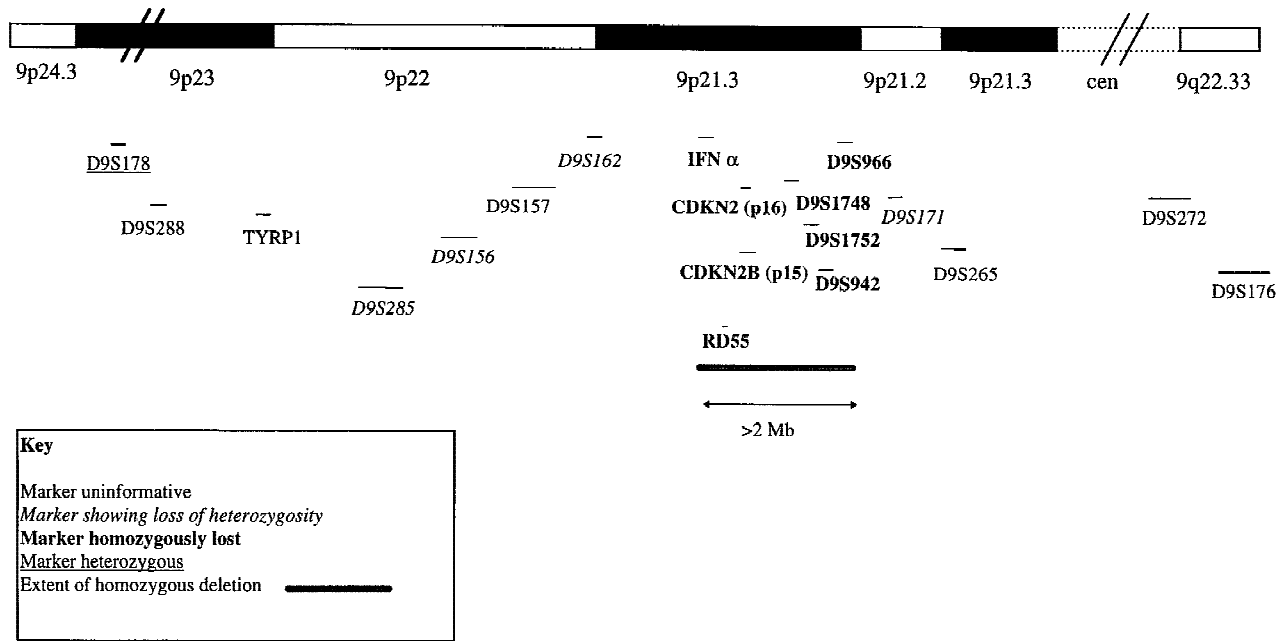 9p24.3
9p23
9p22
9p21.3
9p21.2
9p21.3
cen
9q22.33
D9S178
D9S162
IFN α
D9S966
D9S288
TYRP1
D9S157
CDKN2 (p16)
D9S1748
D9S171
D9S272
D9S156
D9S1752
D9S285
CDKN2B (p15)
D9S942
D9S265
D9S176
RD55
>2 Mb
Key
Marker uninformative
Marker showing loss of heterozygosity
Marker homozygously lost
Marker heterozygous
Extent of homozygous deletion